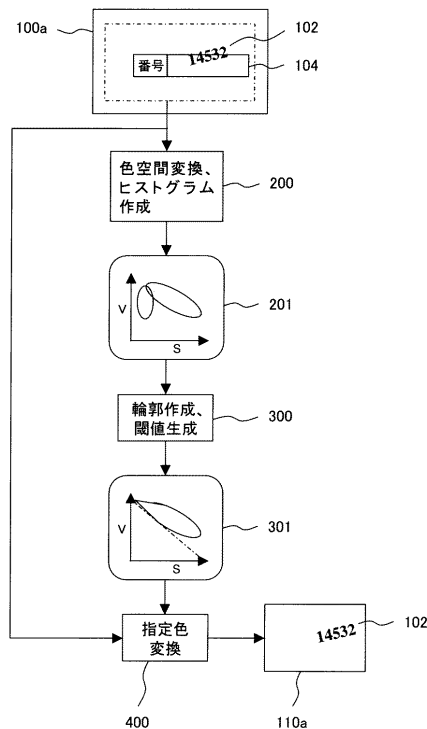 100a
14532
102
番号
104
色空間変換、
ヒストグラム
作成
200
V
S
201
輪郭作成、
閾値生成
300
V
S
301
指定色
変換
400
14532
102
110a